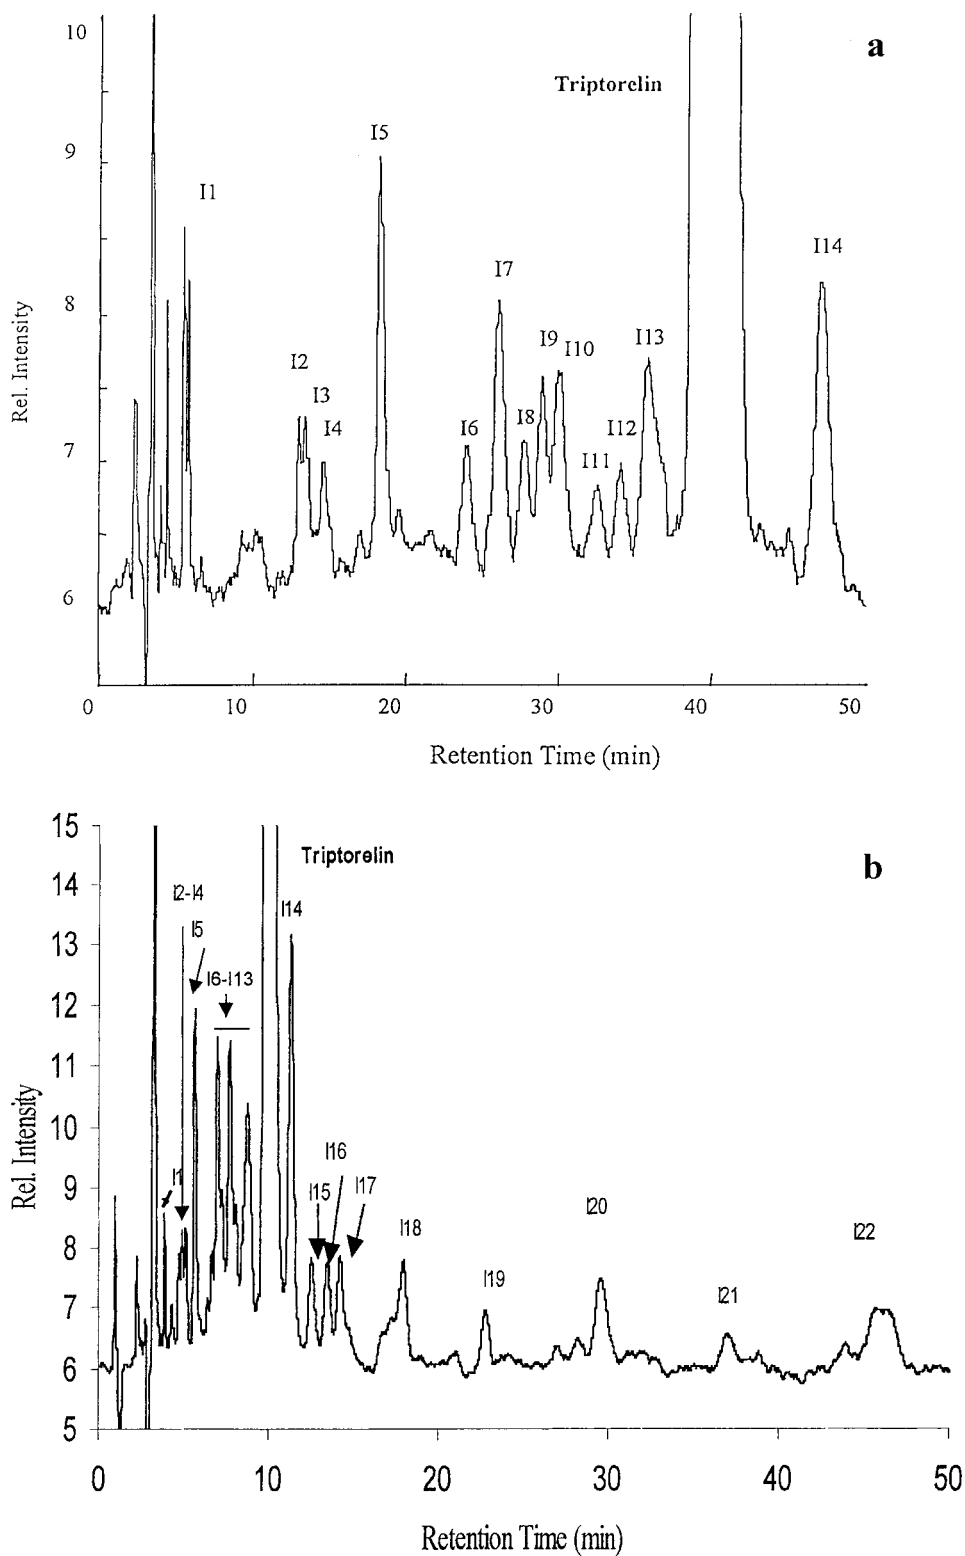 10
a
Triptorelin
I5
9
I1
I14
I7
8
Rel. Intensity
I9
I10
I13
I2
I3
I4
I6
I8
I12
I11
7
6
0 10 20 30 40 50
Retention Time (min)
15
Triptorelin
b
14
I2-I4
I14
I5
13
I6-I13
12
11
10
Rel. Intensity
I16
9
I1
I15
I17
8
I18
I20
I22
I19
I21
7
6
5
0 10 20 30 40 50
Retention Time (min)